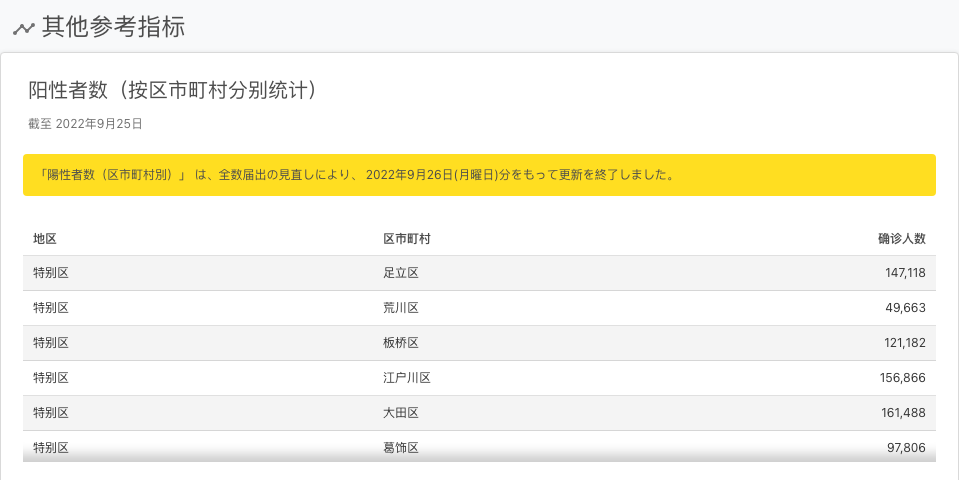 其他参考指标
阳性者数（按区市町村分别统计）
截至 2022年9月25日
「陽性者数（区市町村別）」 は、全数届出の見直しにより、 2022年9月26日(月曜日)分をもって更新を終了しました。
地区 区市町村 确诊人数
特别区 足立区 147,118
特别区 荒川区 49,663
特别区 板桥区 121,182
特别区 江户川区 156,866
特别区 大田区 161,488
特别区 葛饰区 97,806